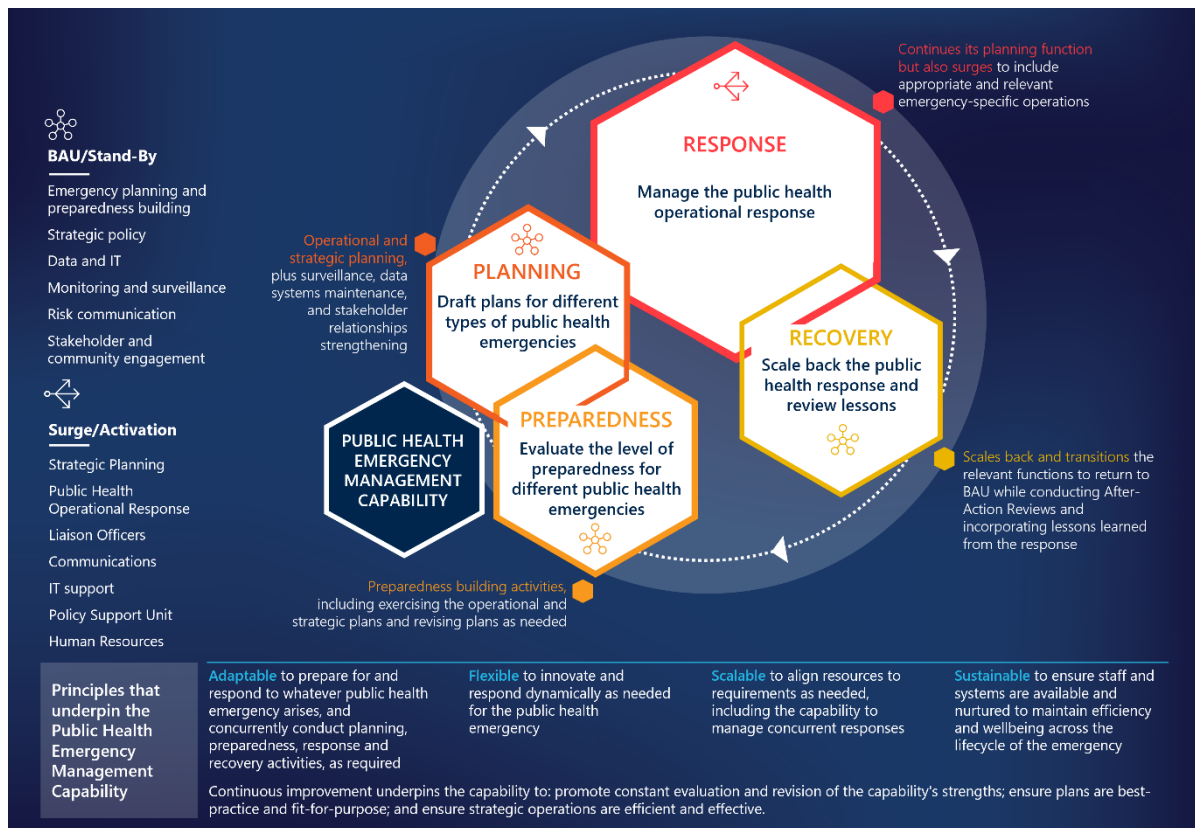 BAU/Stand-By
Emergency planning and
preparedness building
Strategic policy
Data and IT
Monitoring and surveillance
Risk communication
Stakeholder and
community engagement
Surge/Activation
Strategic Planning
Public Health
Operational Response
Liaison Officers
Communications
IT support
Policy Support Unit
Human Resources
Operational and
strategic planning,
plus surveillance, data
systems maintenance,
and stakeholder
relationships
strengthening
PLANNING
Draft plans for different
types of public health
emergencies
RESPONSE
Manage the public health
operational response
Continues its planning function
but also surges to include
appropriate and relevant
emergency-specific operations
RECOVERY
Scale back the public
health response and
review lessons
Scales back and transitions the
relevant functions to return to
BAU while conducting After-
Action Reviews and
incorporating lessons learned
from the response
PUBLIC HEALTH
EMERGENCY
MANAGEMENT
CAPABILITY
PREPAREDNESS
Evaluate the level of
preparedness for
different public health
emergencies
Preparedness building activities,
including exercising the operational and
strategic plans and revising plans as needed
Principles that
underpin the
Public Health
Emergency
Management
Capability
Adaptable to prepare for and
respond to whatever public health
emergency arises, and
concurrently conduct planning,
preparedness, response and
recovery activities, as required
Flexible to innovate and
respond dynamically as needed
for the public health
emergency
Scalable to align resources to
requirements as needed,
including the capability to
manage concurrent responses
Sustainable to ensure staff and
systems are available and
nurtured to maintain efficiency
and wellbeing across the
lifecycle of the emergency
Continuous improvement underpins the capability to: promote constant evaluation and revision of the capability's strengths; ensure plans are best-
practice and fit-for-purpose; and ensure strategic operations are efficient and effective.